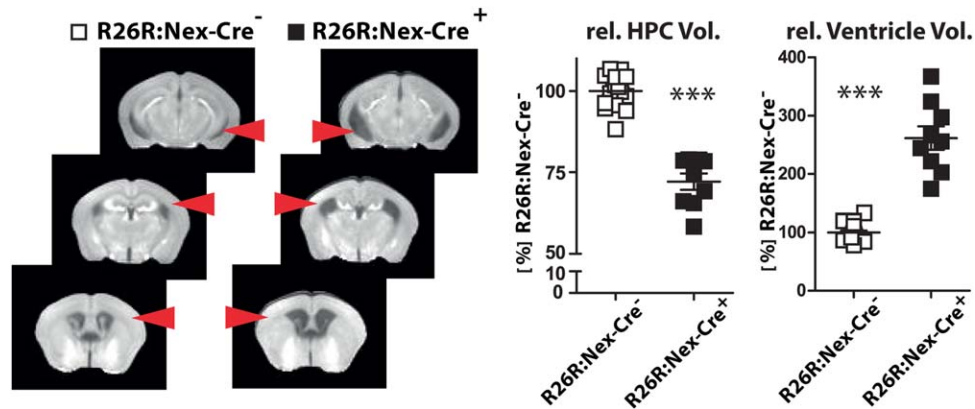 R26R:Nex-Cre⁻
R26R:Nex-Cre⁺
rel. HPC Vol.
[%] R26R:Nex-Cre⁻
100
75
50
10
0
***
R26R:Nex-Cre⁻
R26R:Nex-Cre⁺
rel. Ventricle Vol.
[%] R26R:Nex-Cre⁻
400
300
200
100
0
***
R26R:Nex-Cre⁻
R26R:Nex-Cre⁺